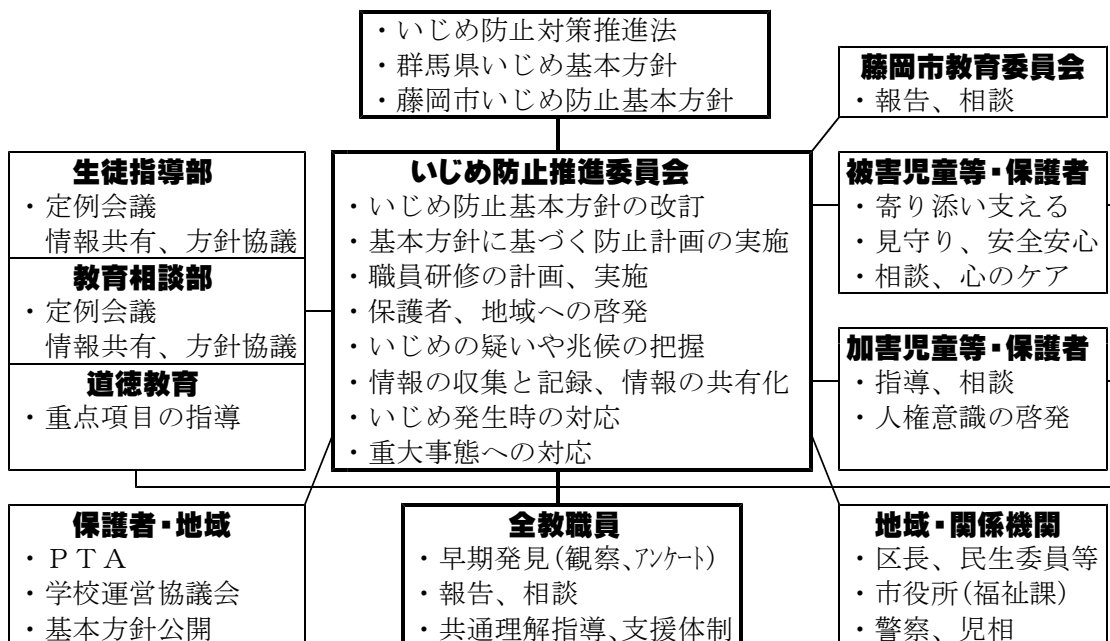 ・いじめ防止対策推進法
・群馬県いじめ基本方針
・藤岡市いじめ防止基本方針
藤岡市教育委員会
・報告、相談
生徒指導部
・定例会議
情報共有、方針協議
教育相談部
・定例会議
情報共有、方針協議
道徳教育
・重点項目の指導
いじめ防止推進委員会
・いじめ防止基本方針の改訂
・基本方針に基づく防止計画の実施
・職員研修の計画、実施
・保護者、地域への啓発
・いじめの疑いや兆候の把握
・情報の収集と記録、情報の共有化
・いじめ発生時の対応
・重大事態への対応
被害児童等・保護者
・寄り添い支える
・見守り、安全安心
・相談、心のケア
加害児童等・保護者
・指導、相談
・人権意識の啓発
保護者・地域
・ＰＴＡ
・学校運営協議会
・基本方針公開
全教職員
・早期発見(観察、ｱﾝｹｰﾄ)
・報告、相談
・共通理解指導、支援体制
地域・関係機関
・区長、民生委員等
・市役所(福祉課)
・警察、児相